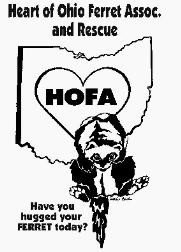 Heart of Ohio Ferret Assoc.
and Rescue
HOFA
Have you
hugged your
FERRET today?